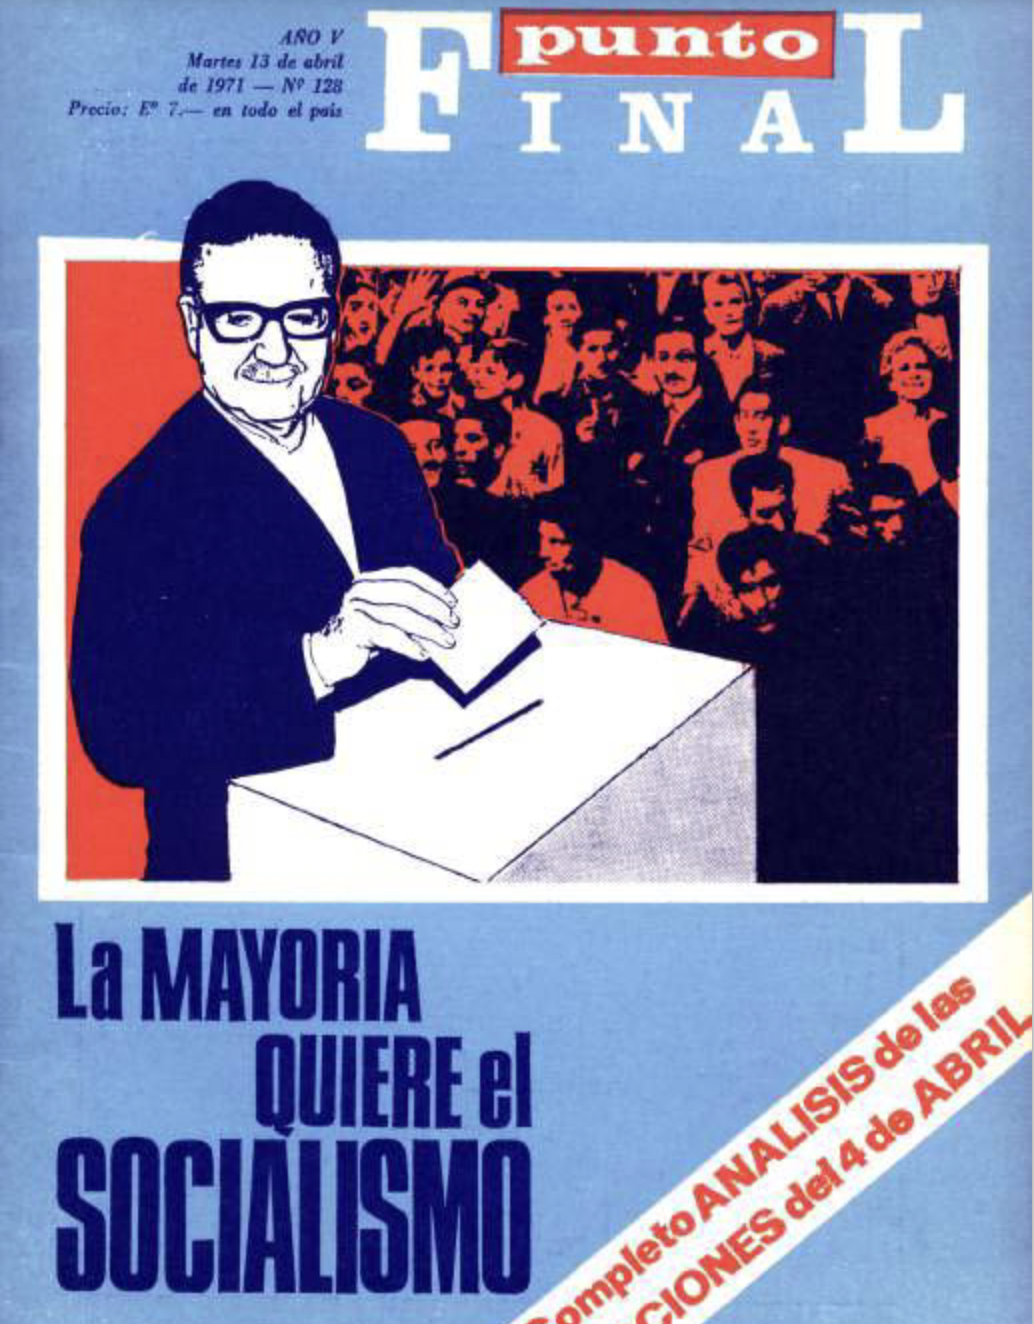 AÑO V
Martes 13 de abril
de 1971 — Nº 128
Precio: Eº 7.— en todo el país
punto
FINAL
La MAYORIA
QUIERE el
SOCIALISMO
Completo ANALISIS de las
CIONES del 4 de ABRIL